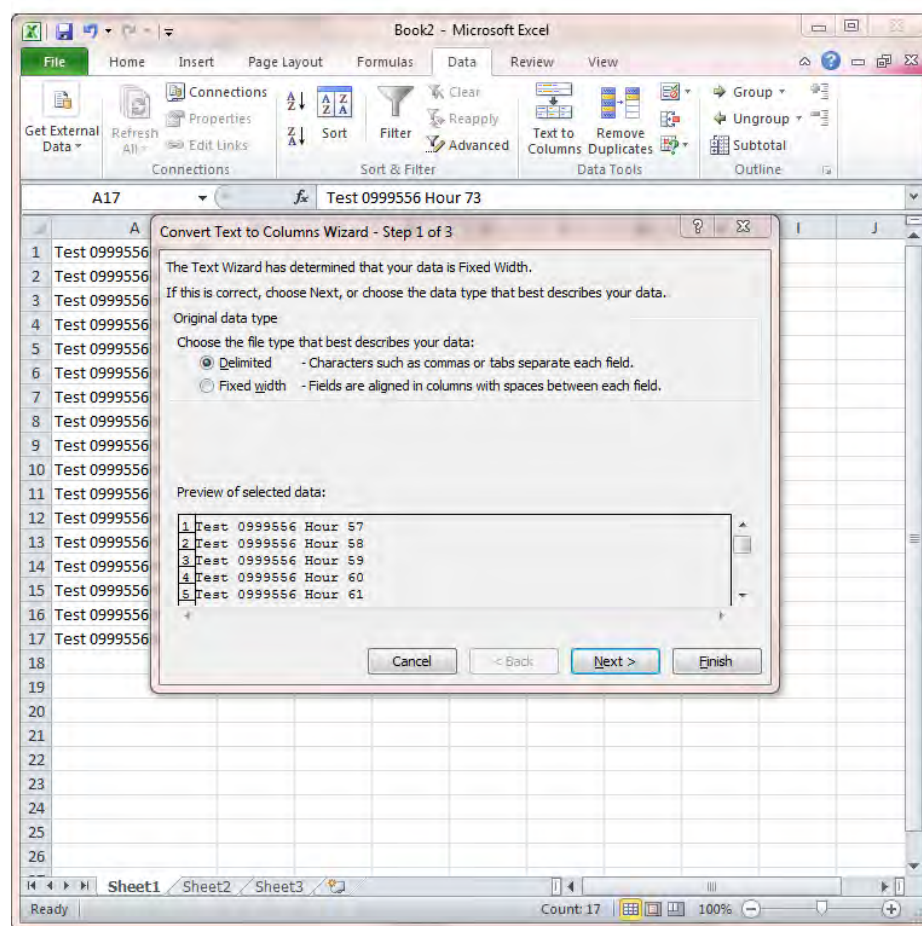 Book2 - Microsoft Excel
File Home Insert Page Layout Formulas Data Review View
Get External Data
Refresh All
Connections
Properties
Edit Links
Connections
Sort
Filter
Clear
Reapply
Advanced
Sort & Filter
Text to Columns
Remove Duplicates
Data Tools
Group
Ungroup
Subtotal
Outline
A17 fx Test 0999556 Hour 73
A I J
Convert Text to Columns Wizard - Step 1 of 3
The Text Wizard has determined that your data is Fixed Width.
If this is correct, choose Next, or choose the data type that best describes your data.
Original data type
Choose the file type that best describes your data:
Delimited - Characters such as commas or tabs separate each field.
Fixed width - Fields are aligned in columns with spaces between each field.
Preview of selected data:
1 Test 0999556 Hour 57
2 Test 0999556 Hour 58
3 Test 0999556 Hour 59
4 Test 0999556 Hour 60
5 Test 0999556 Hour 61
Cancel < Back Next > Finish
1 Test 0999556
2 Test 0999556
3 Test 0999556
4 Test 0999556
5 Test 0999556
6 Test 0999556
7 Test 0999556
8 Test 0999556
9 Test 0999556
10 Test 0999556
11 Test 0999556
12 Test 0999556
13 Test 0999556
14 Test 0999556
15 Test 0999556
16 Test 0999556
17 Test 0999556
18
19
20
21
22
23
24
25
26
Sheet1 Sheet2 Sheet3
Ready Count: 17 100%